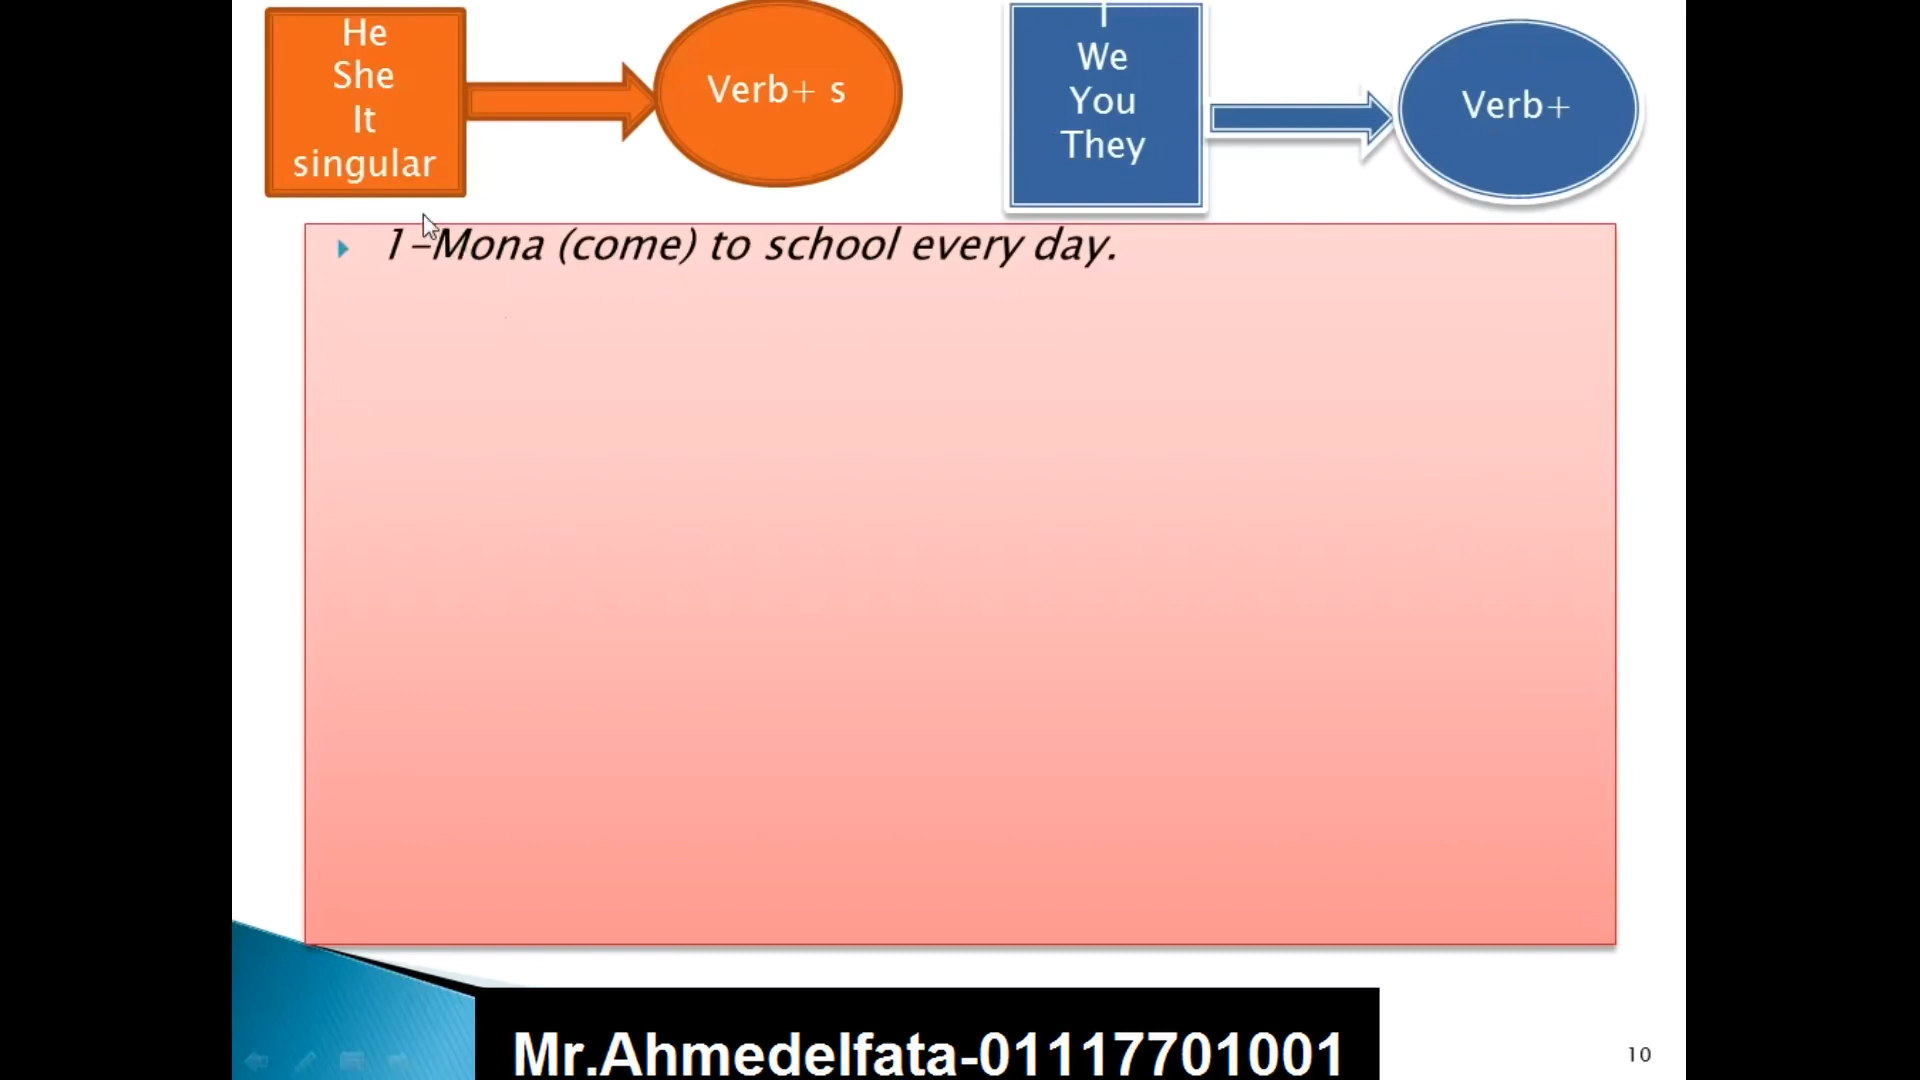 He
She
It
singular
Verb+ s
I
We
You
They
Verb+
1-Mona (come) to school every day.
Mr.Ahmedelfata-01117701001
10